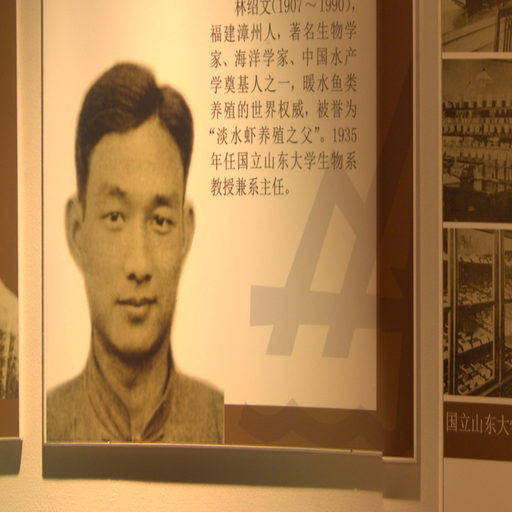 林绍文(1907～1990),
福建漳州人，著名生物学
家、海洋学家、中国水产
学奠基人之一，暖水鱼类
养殖的世界权威，被誉为
“淡水虾养殖之父”。1935
年任国立山东大学生物系
教授兼系主任。
国立山东大